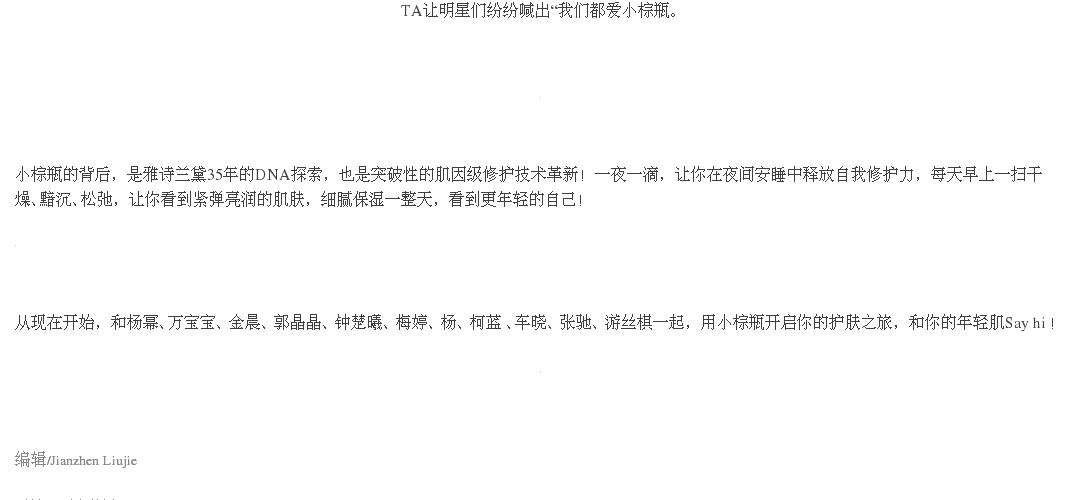 TA让明星们纷纷喊出“我们都爱小棕瓶。
小棕瓶的背后，是雅诗兰黛35年的DNA探索，也是突破性的肌因级修护技术革新！一夜一滴，让你在夜间安睡中释放自我修护力，每天早上一扫干
燥、黯沉、松弛，让你看到紧弹亮润的肌肤，细腻保湿一整天，看到更年轻的自己！
从现在开始，和杨幂、万宝宝、金晨、郭晶晶、钟楚曦、梅婷、杨、柯蓝 、车晓、张驰、游丝棋一起，用小棕瓶开启你的护肤之旅，和你的年轻肌Say hi！
编辑/Jianzhen Liujie